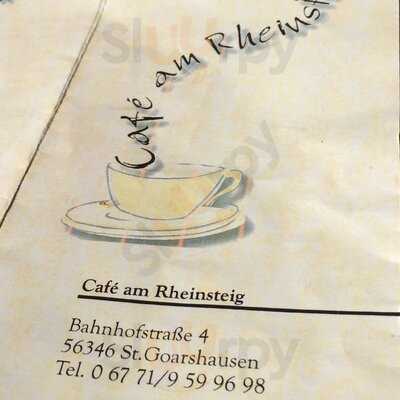 Café am Rheinst
Café am Rheinsteig
Bahnhofstraße 4
56346 St.Goarshausen
Tel. 0 67 71/9 59 96 98